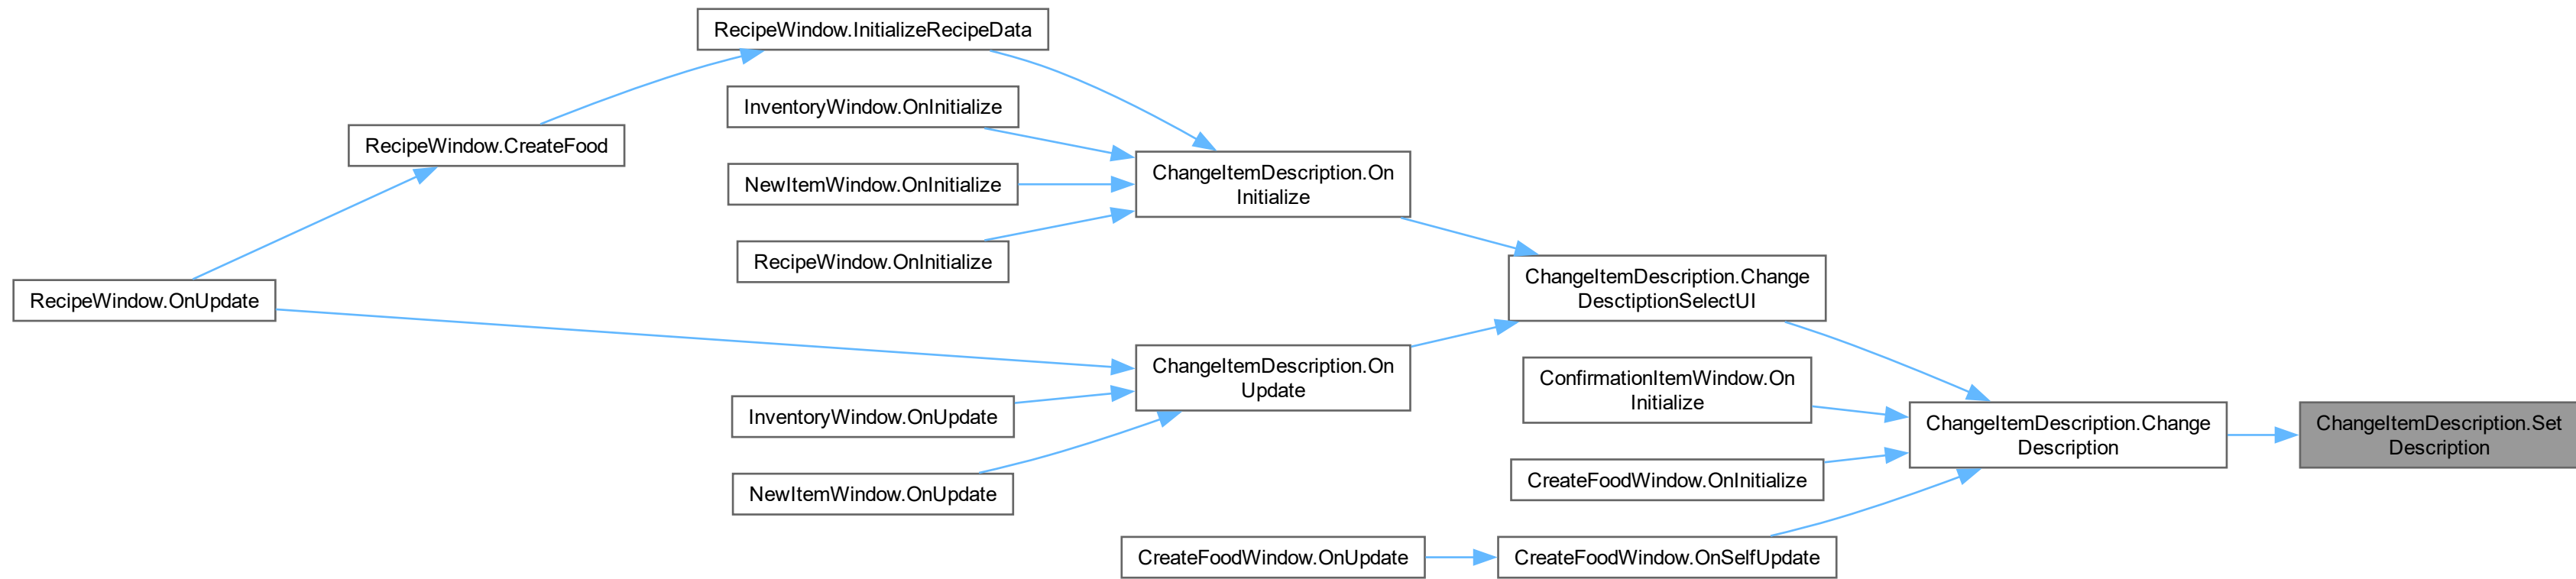 RecipeWindow.InitializeRecipeData
InventoryWindow.OnInitialize
RecipeWindow.CreateFood
NewItemWindow.OnInitialize
ChangeItemDescription.On
Initialize
RecipeWindow.OnInitialize
RecipeWindow.OnUpdate
ChangeItemDescription.Change
DesctiptionSelectUI
ChangeItemDescription.On
Update
ConfirmationItemWindow.On
Initialize
InventoryWindow.OnUpdate
ChangeItemDescription.Change
Description
ChangeItemDescription.Set
Description
CreateFoodWindow.OnInitialize
NewItemWindow.OnUpdate
CreateFoodWindow.OnUpdate
CreateFoodWindow.OnSelfUpdate